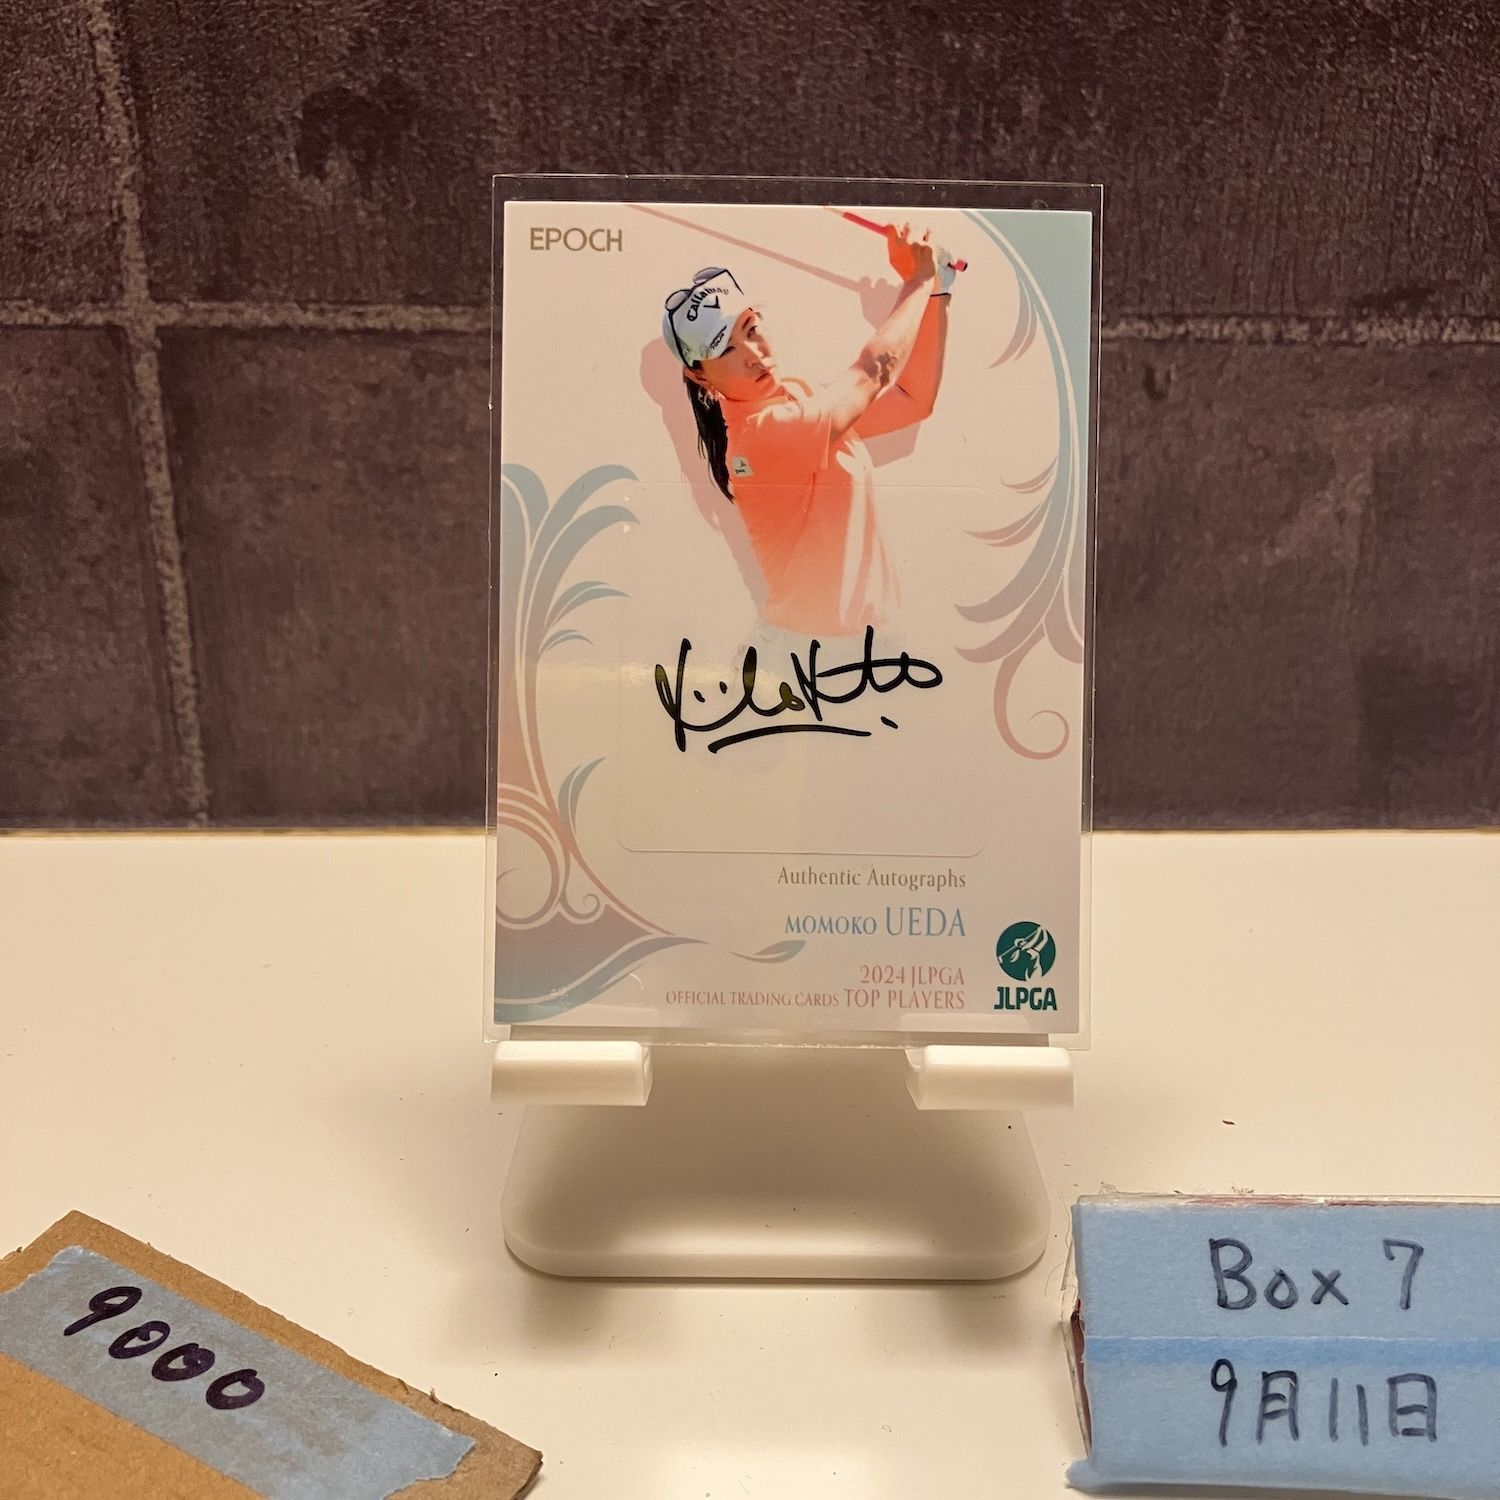 EPOCH
Callaway
Authentic Autographs
MOMOKO UEDA
2024 JLPGA
OFFICIAL TRADING CARDS TOP PLAYERS
JLPGA
9000
Box 7
9月11日